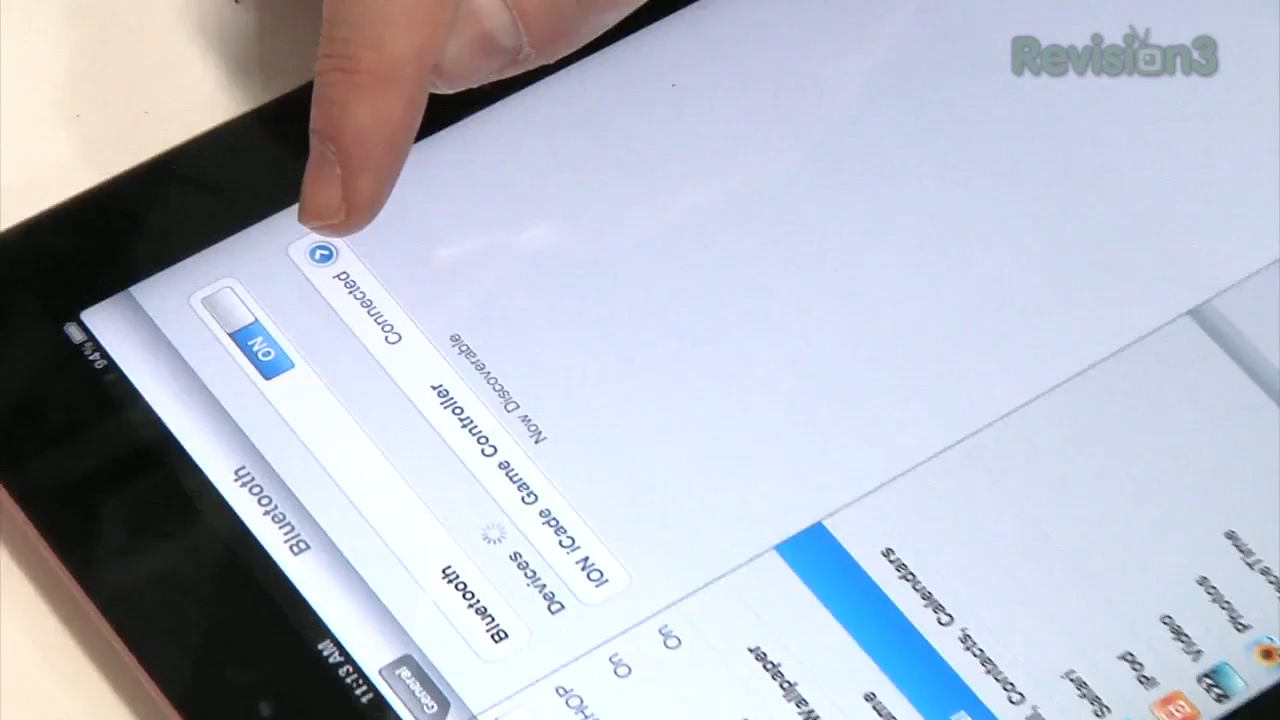 Revision3
94%
11:13 AM
General
Bluetooth
Bluetooth
ON
Devices
ION iCade Game Controller
Connected
Now Discoverable
On
On
Wallpaper
Contacts, Calendars
Safari
iPod
Video
Photos